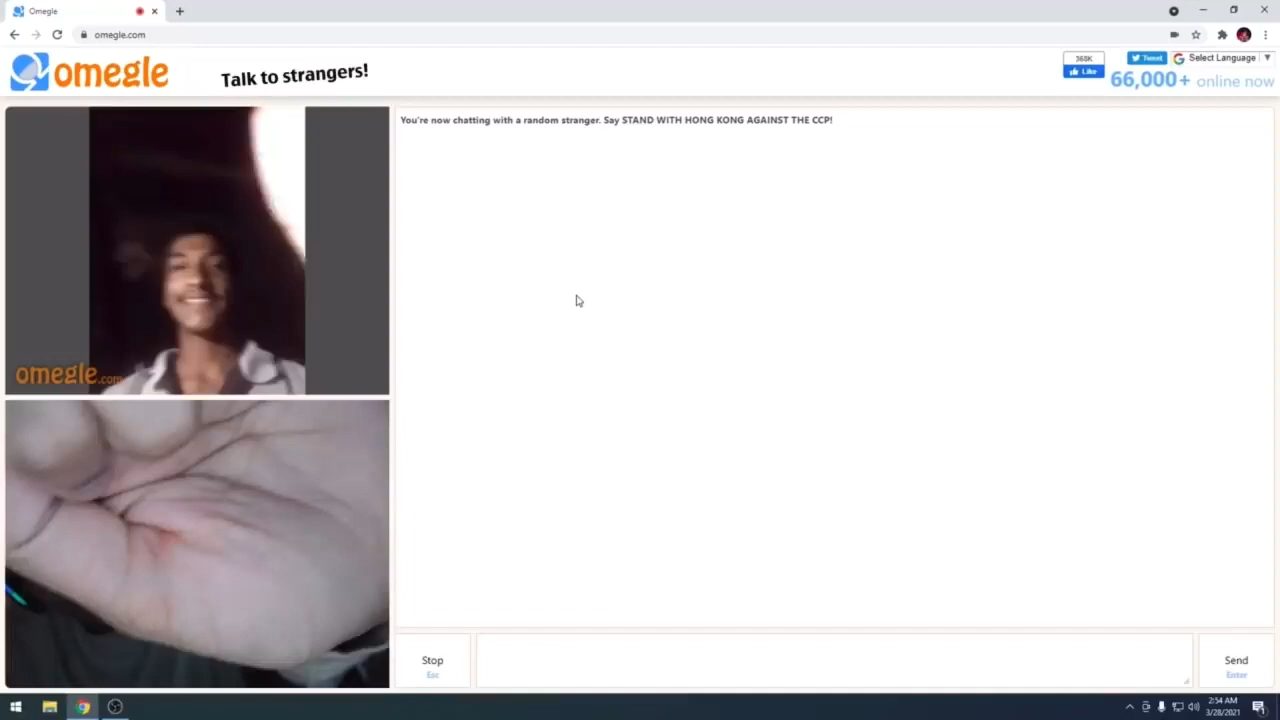 Omegle
omegle.com
omegle
Talk to strangers!
368K
Like
Tweet
Select Language
66,000+ online now
You're now chatting with a random stranger. Say STAND WITH HONG KONG AGAINST THE CCP!
omegle.com
Stop
Esc
Send
Enter
2:54 AM
3/28/2021